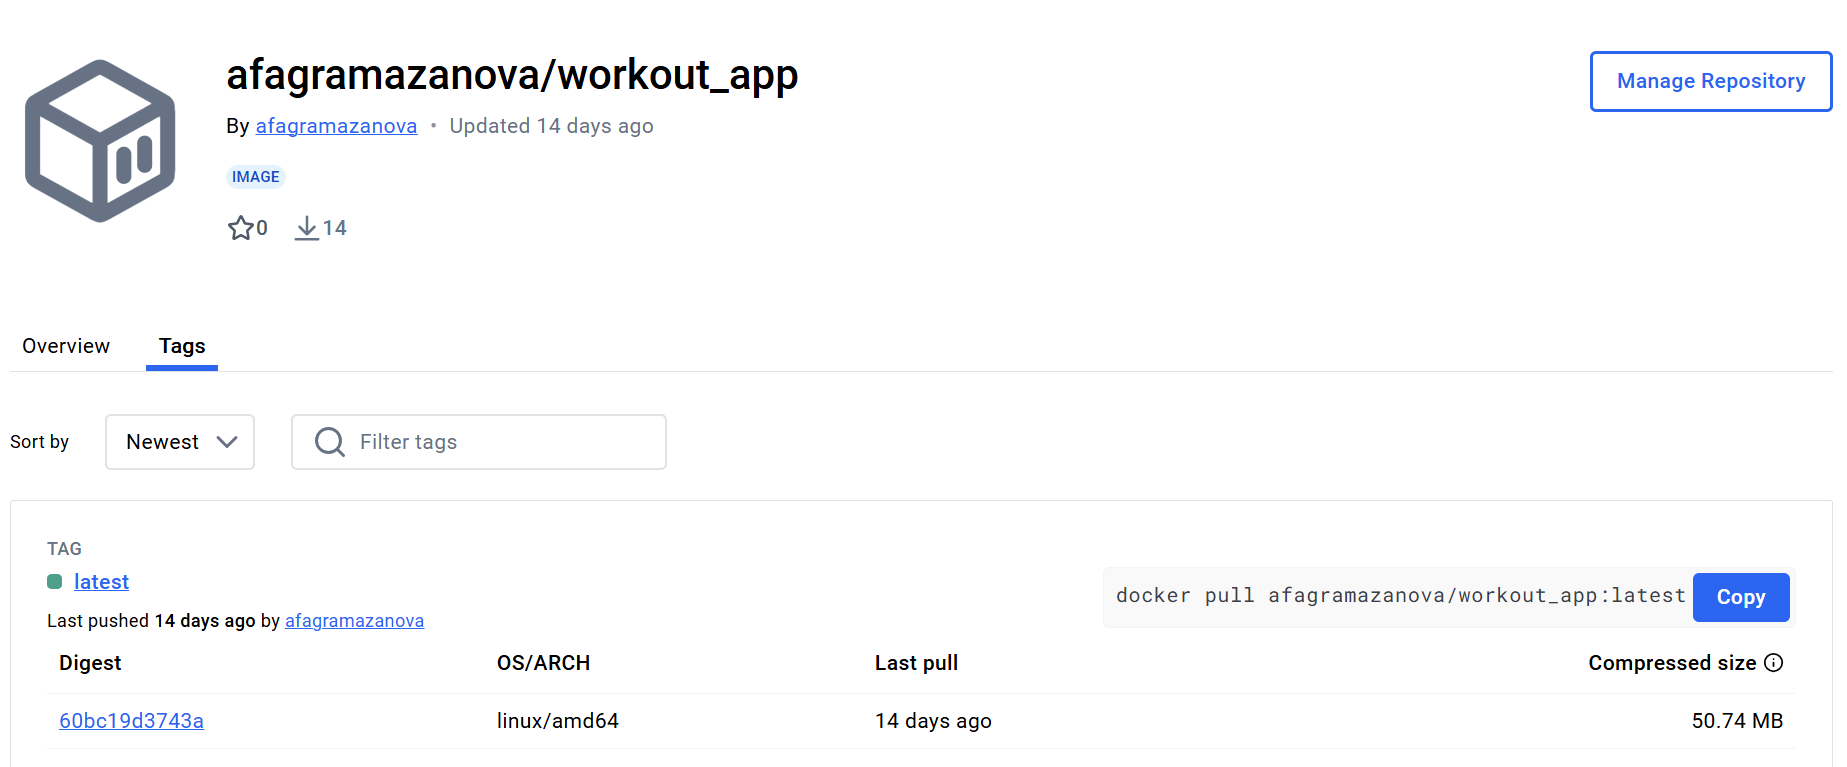 afagramazanova/workout_app
Manage Repository
By afagramazanova • Updated 14 days ago
IMAGE
0 14
Overview Tags
Sort by Newest Filter tags
TAG
latest
docker pull afagramazanova/workout_app:latest Copy
Last pushed 14 days ago by afagramazanova
Digest OS/ARCH Last pull Compressed size
60bc19d3743a linux/amd64 14 days ago 50.74 MB